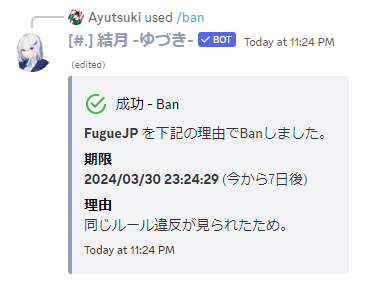 Ayutsuki used /ban
[#.] 結月 -ゆづき- ✓ BOT Today at 11:24 PM
(edited)
成功 - Ban
FugueJP を下記の理由でBanしました。
期限
2024/03/30 23:24:29 (今から7日後)
理由
同じルール違反が見られたため。
Today at 11:24 PM